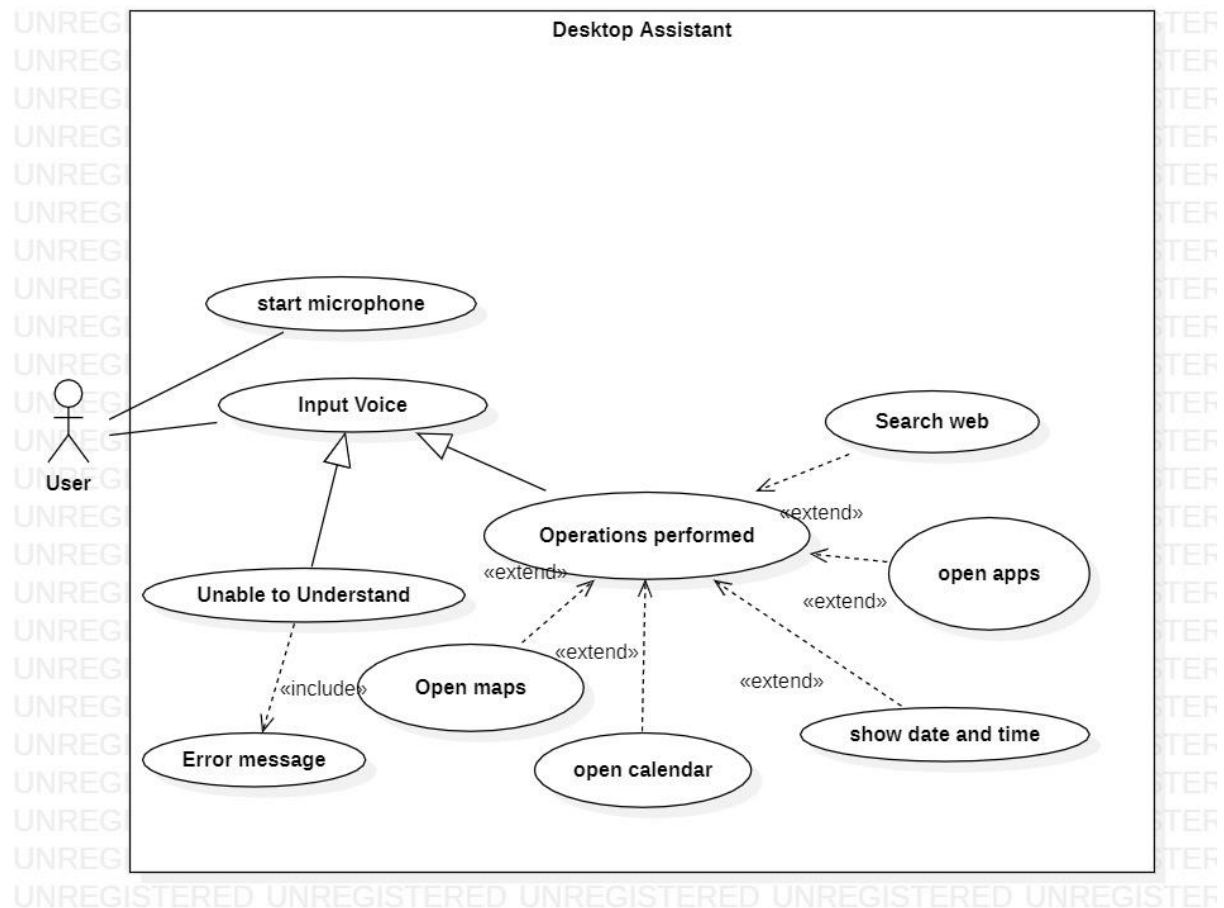 Desktop Assistant
start microphone
Input Voice
Search web
User
«extend»
Operations performed
«extend»
open apps
Unable to Understand
«extend»
«extend»
«extend»
«include»
Open maps
show date and time
Error message
open calendar
UNREGISTERED UNREGISTERED UNREGISTERED UNREGISTERED UNREGISTER